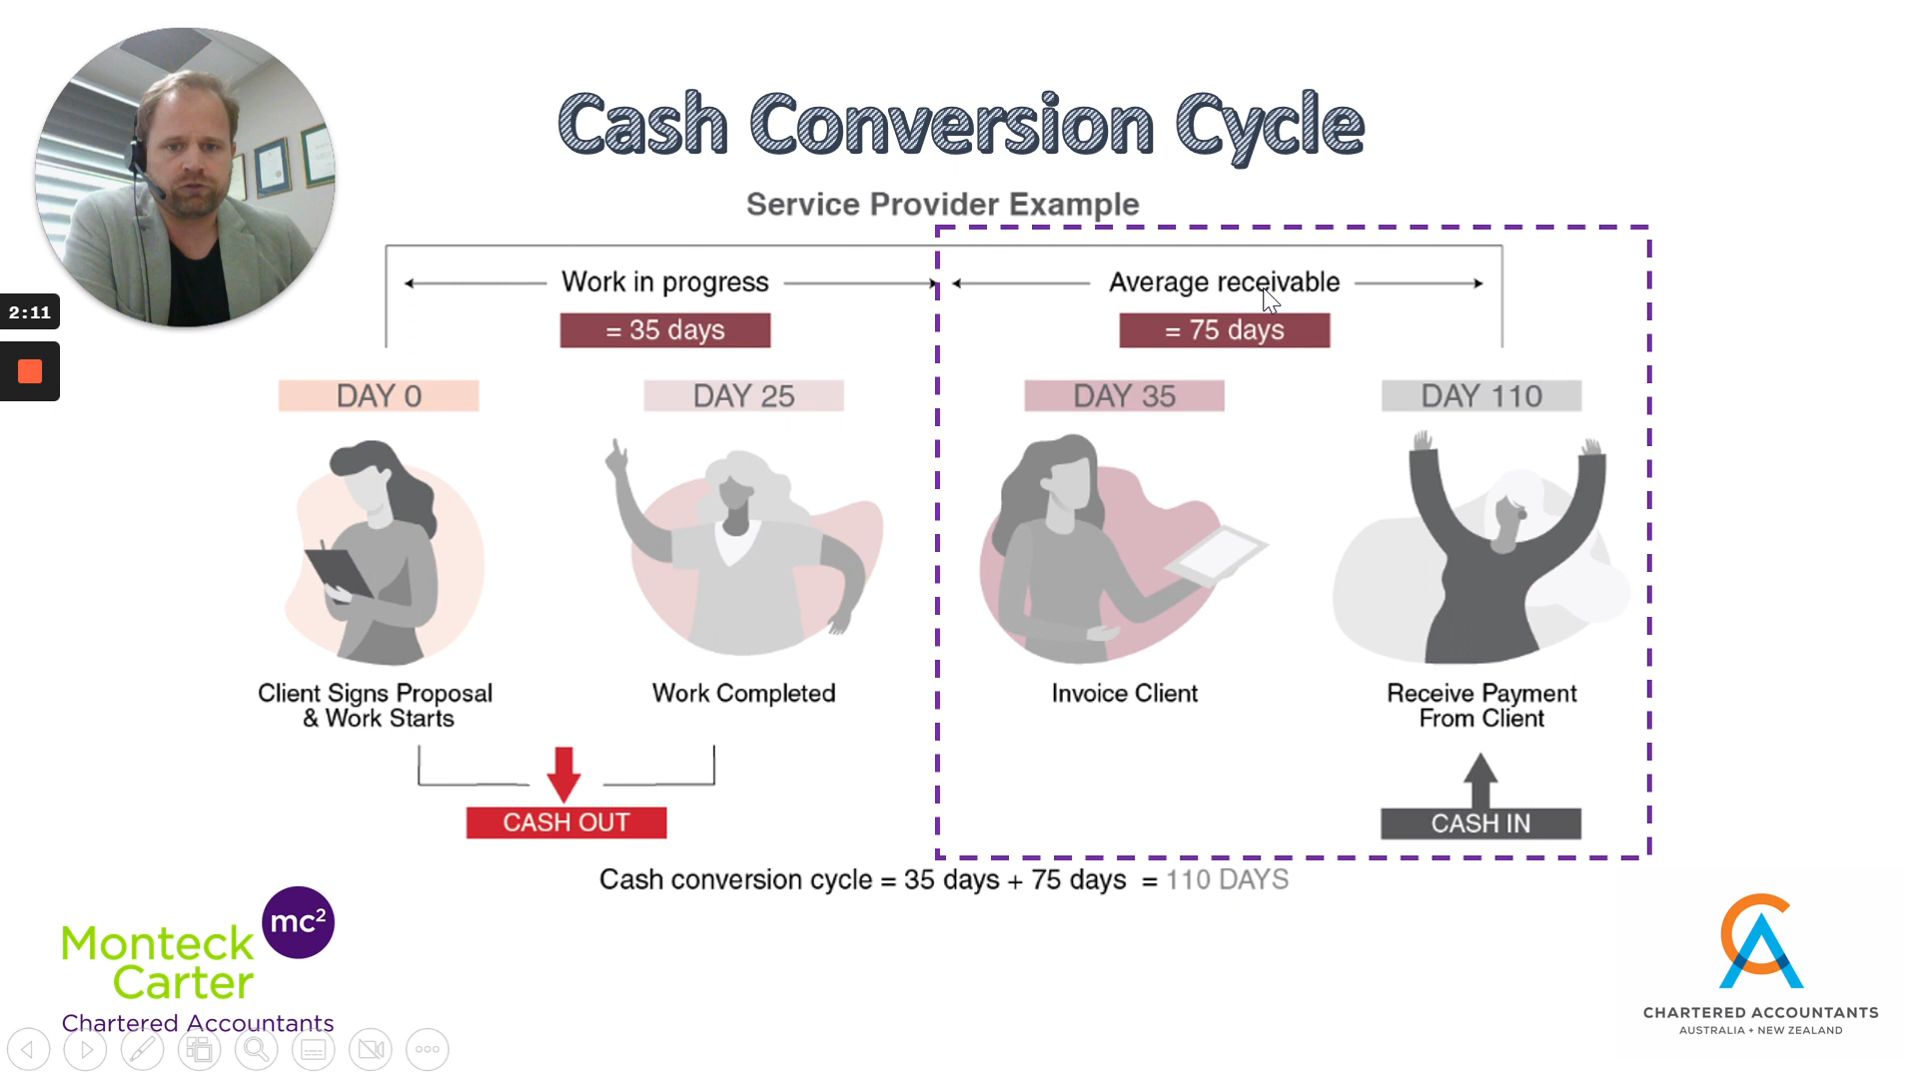 Cash Conversion Cycle
Service Provider Example
2:11
Work in progress
= 35 days
Average receivable
= 75 days
DAY 0
DAY 25
DAY 35
DAY 110
Client Signs Proposal
& Work Starts
Work Completed
Invoice Client
Receive Payment
From Client
CASH OUT
CASH IN
Cash conversion cycle = 35 days + 75 days = 110 DAYS
mc²
Monteck
Carter
Chartered Accountants
CA
CHARTERED ACCOUNTANTS
AUSTRALIA + NEW ZEALAND